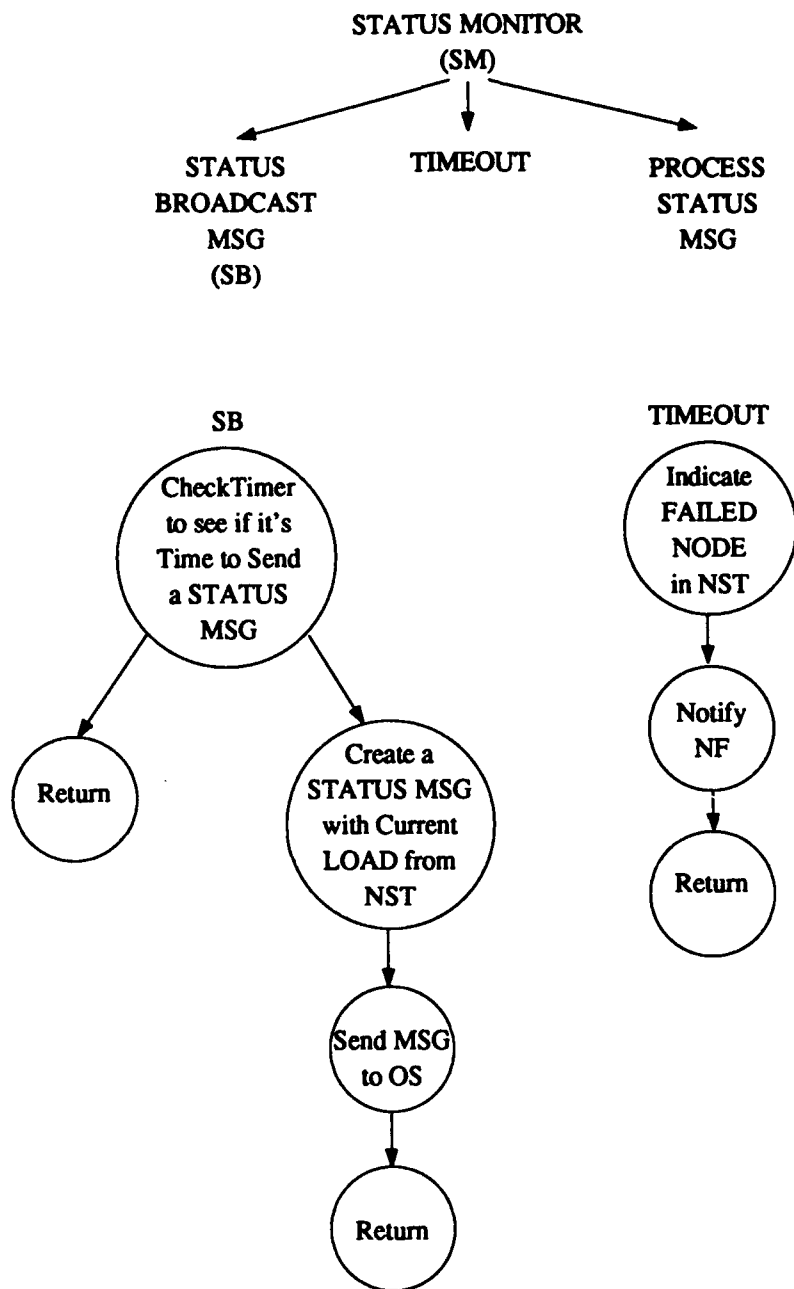 STATUS MONITOR
(SM)
STATUS
BROADCAST
MSG
(SB)
TIMEOUT
PROCESS
STATUS
MSG
SB
CheckTimer
to see if it's
Time to Send
a STATUS
MSG
Return
Create a
STATUS MSG
with Current
LOAD from
NST
Send MSG
to OS
Return
TIMEOUT
Indicate
FAILED
NODE
in NST
Notify
NF
Return